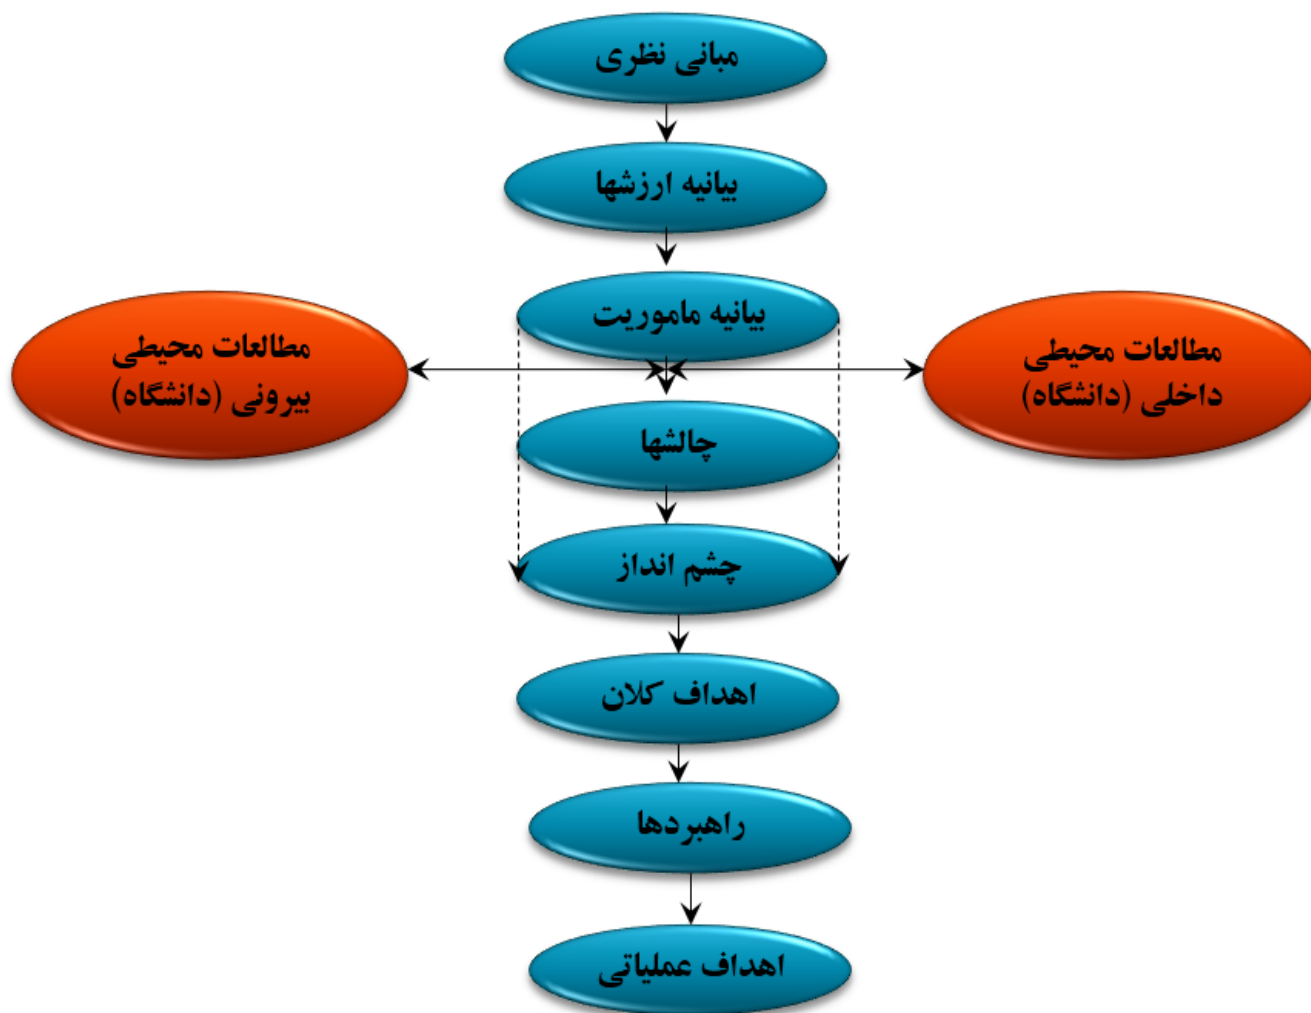 مبانی نظری
بیانیه ارزشها
بیانیه ماموریت
مطالعات محیطی
داخلی (دانشگاه)
مطالعات محیطی
بیرونی (دانشگاه)
چالشها
چشم انداز
اهداف کلان
راهبردها
اهداف عملیاتی